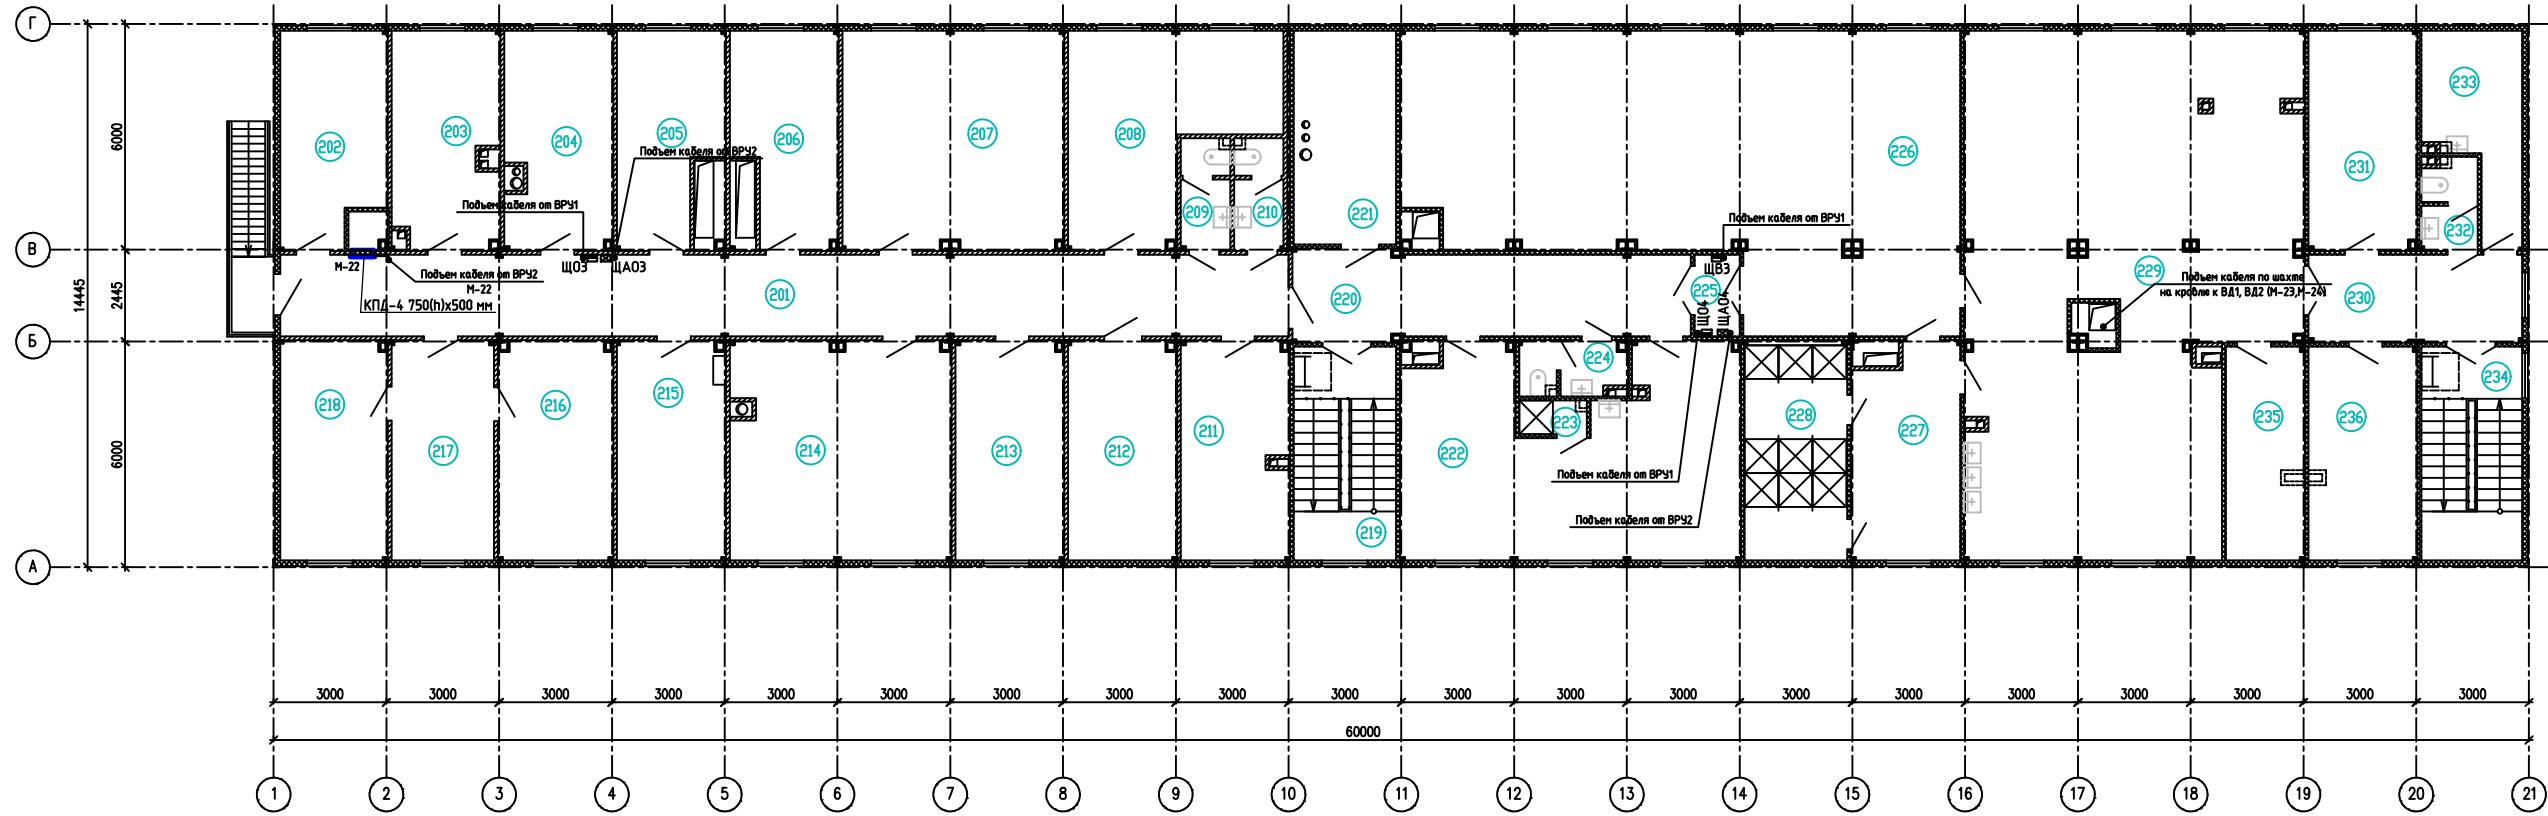 Г
В
Б
А
6000
2445
6000
14445
202
203
204
205
206
207
208
209
210
221
226
231
233
232
Подъем кабеля от ВРУ2
Подъем кабеля от ВРУ1
Подъем кабеля от ВРУ1
М-22
Подъем кабеля от ВРУ2
М-22
КПД-4 750(h)х500 мм
ЩО3
ЩАО3
201
220
ЩВ3
225
ЩО4
ЩАО4
229
Подъем кабеля по шахте
на кровлю к ВД1, ВД2 (М-23,М-24)
230
218
217
216
215
214
213
212
211
219
222
224
223
228
227
235
236
234
Подъем кабеля от ВРУ1
Подъем кабеля от ВРУ2
3000 3000 3000 3000 3000 3000 3000 3000 3000 3000 3000 3000 3000 3000 3000 3000 3000 3000 3000 3000
60000
1 2 3 4 5 6 7 8 9 10 11 12 13 14 15 16 17 18 19 20 21